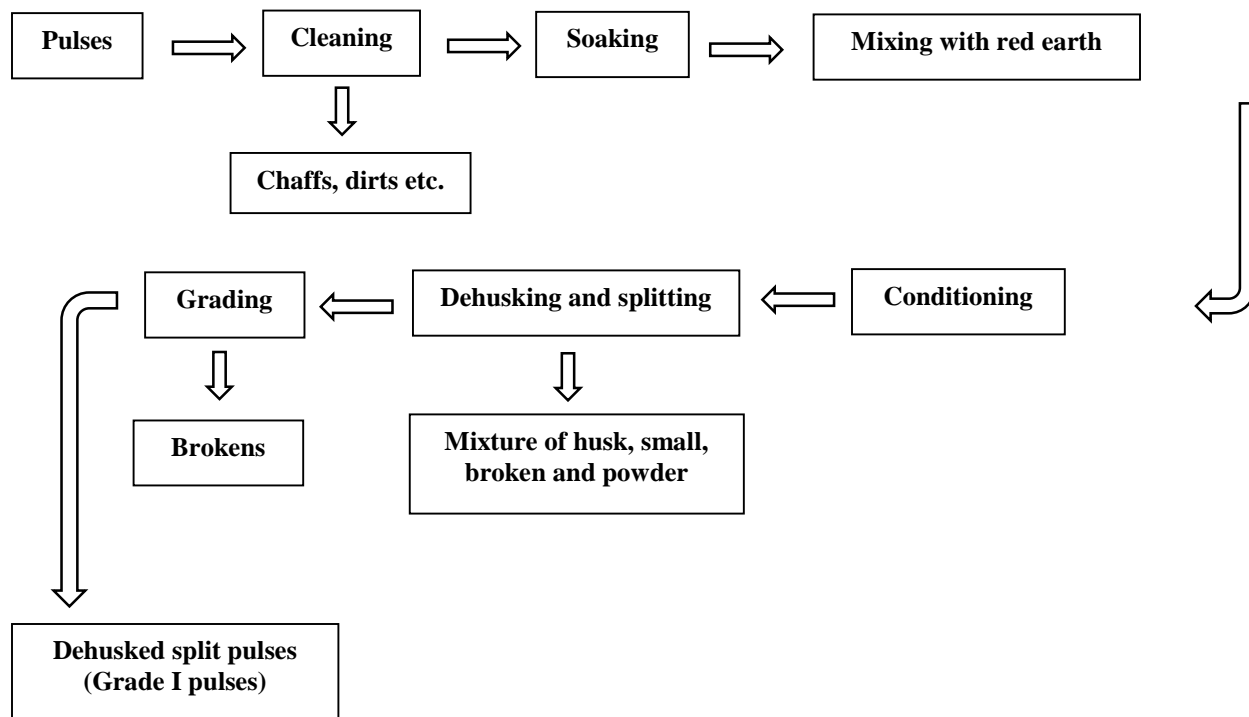 Pulses
Cleaning
Soaking
Mixing with red earth
Chaffs, dirts etc.
Grading
Dehusking and splitting
Conditioning
Brokens
Mixture of husk, small,
broken and powder
Dehusked split pulses
(Grade I pulses)